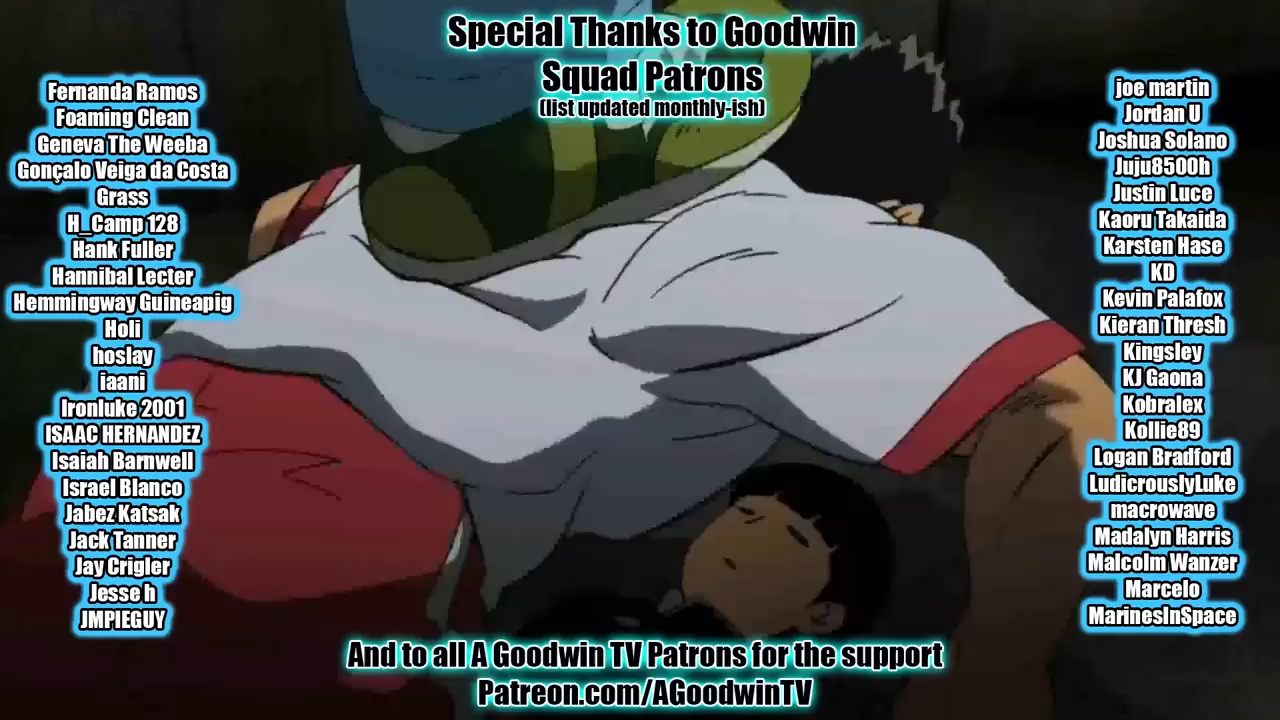 Special Thanks to Goodwin
Squad Patrons
(list updated monthly-ish)
Fernanda Ramos
Foaming Clean
Geneva The Weeba
Gonçalo Veiga da Costa
Grass
H_Camp 128
Hank Fuller
Hannibal Lecter
Hemmingway Guineapig
Holi
hoslay
iaani
Ironluke 2001
ISAAC HERNANDEZ
Isaiah Barnwell
Israel Blanco
Jabez Katsak
Jack Tanner
Jay Crigler
Jesse h
JMPIEGUY
joe martin
Jordan U
Joshua Solano
Juju8500h
Justin Luce
Kaoru Takaida
Karsten Hase
KD
Kevin Palafox
Kieran Thresh
Kingsley
KJ Gaona
Kobralex
Kollie89
Logan Bradford
LudicrouslyLuke
macrowave
Madalyn Harris
Malcolm Wanzer
Marcelo
MarinesInSpace
And to all A Goodwin TV Patrons for the support
Patreon.com/AGoodwinTV